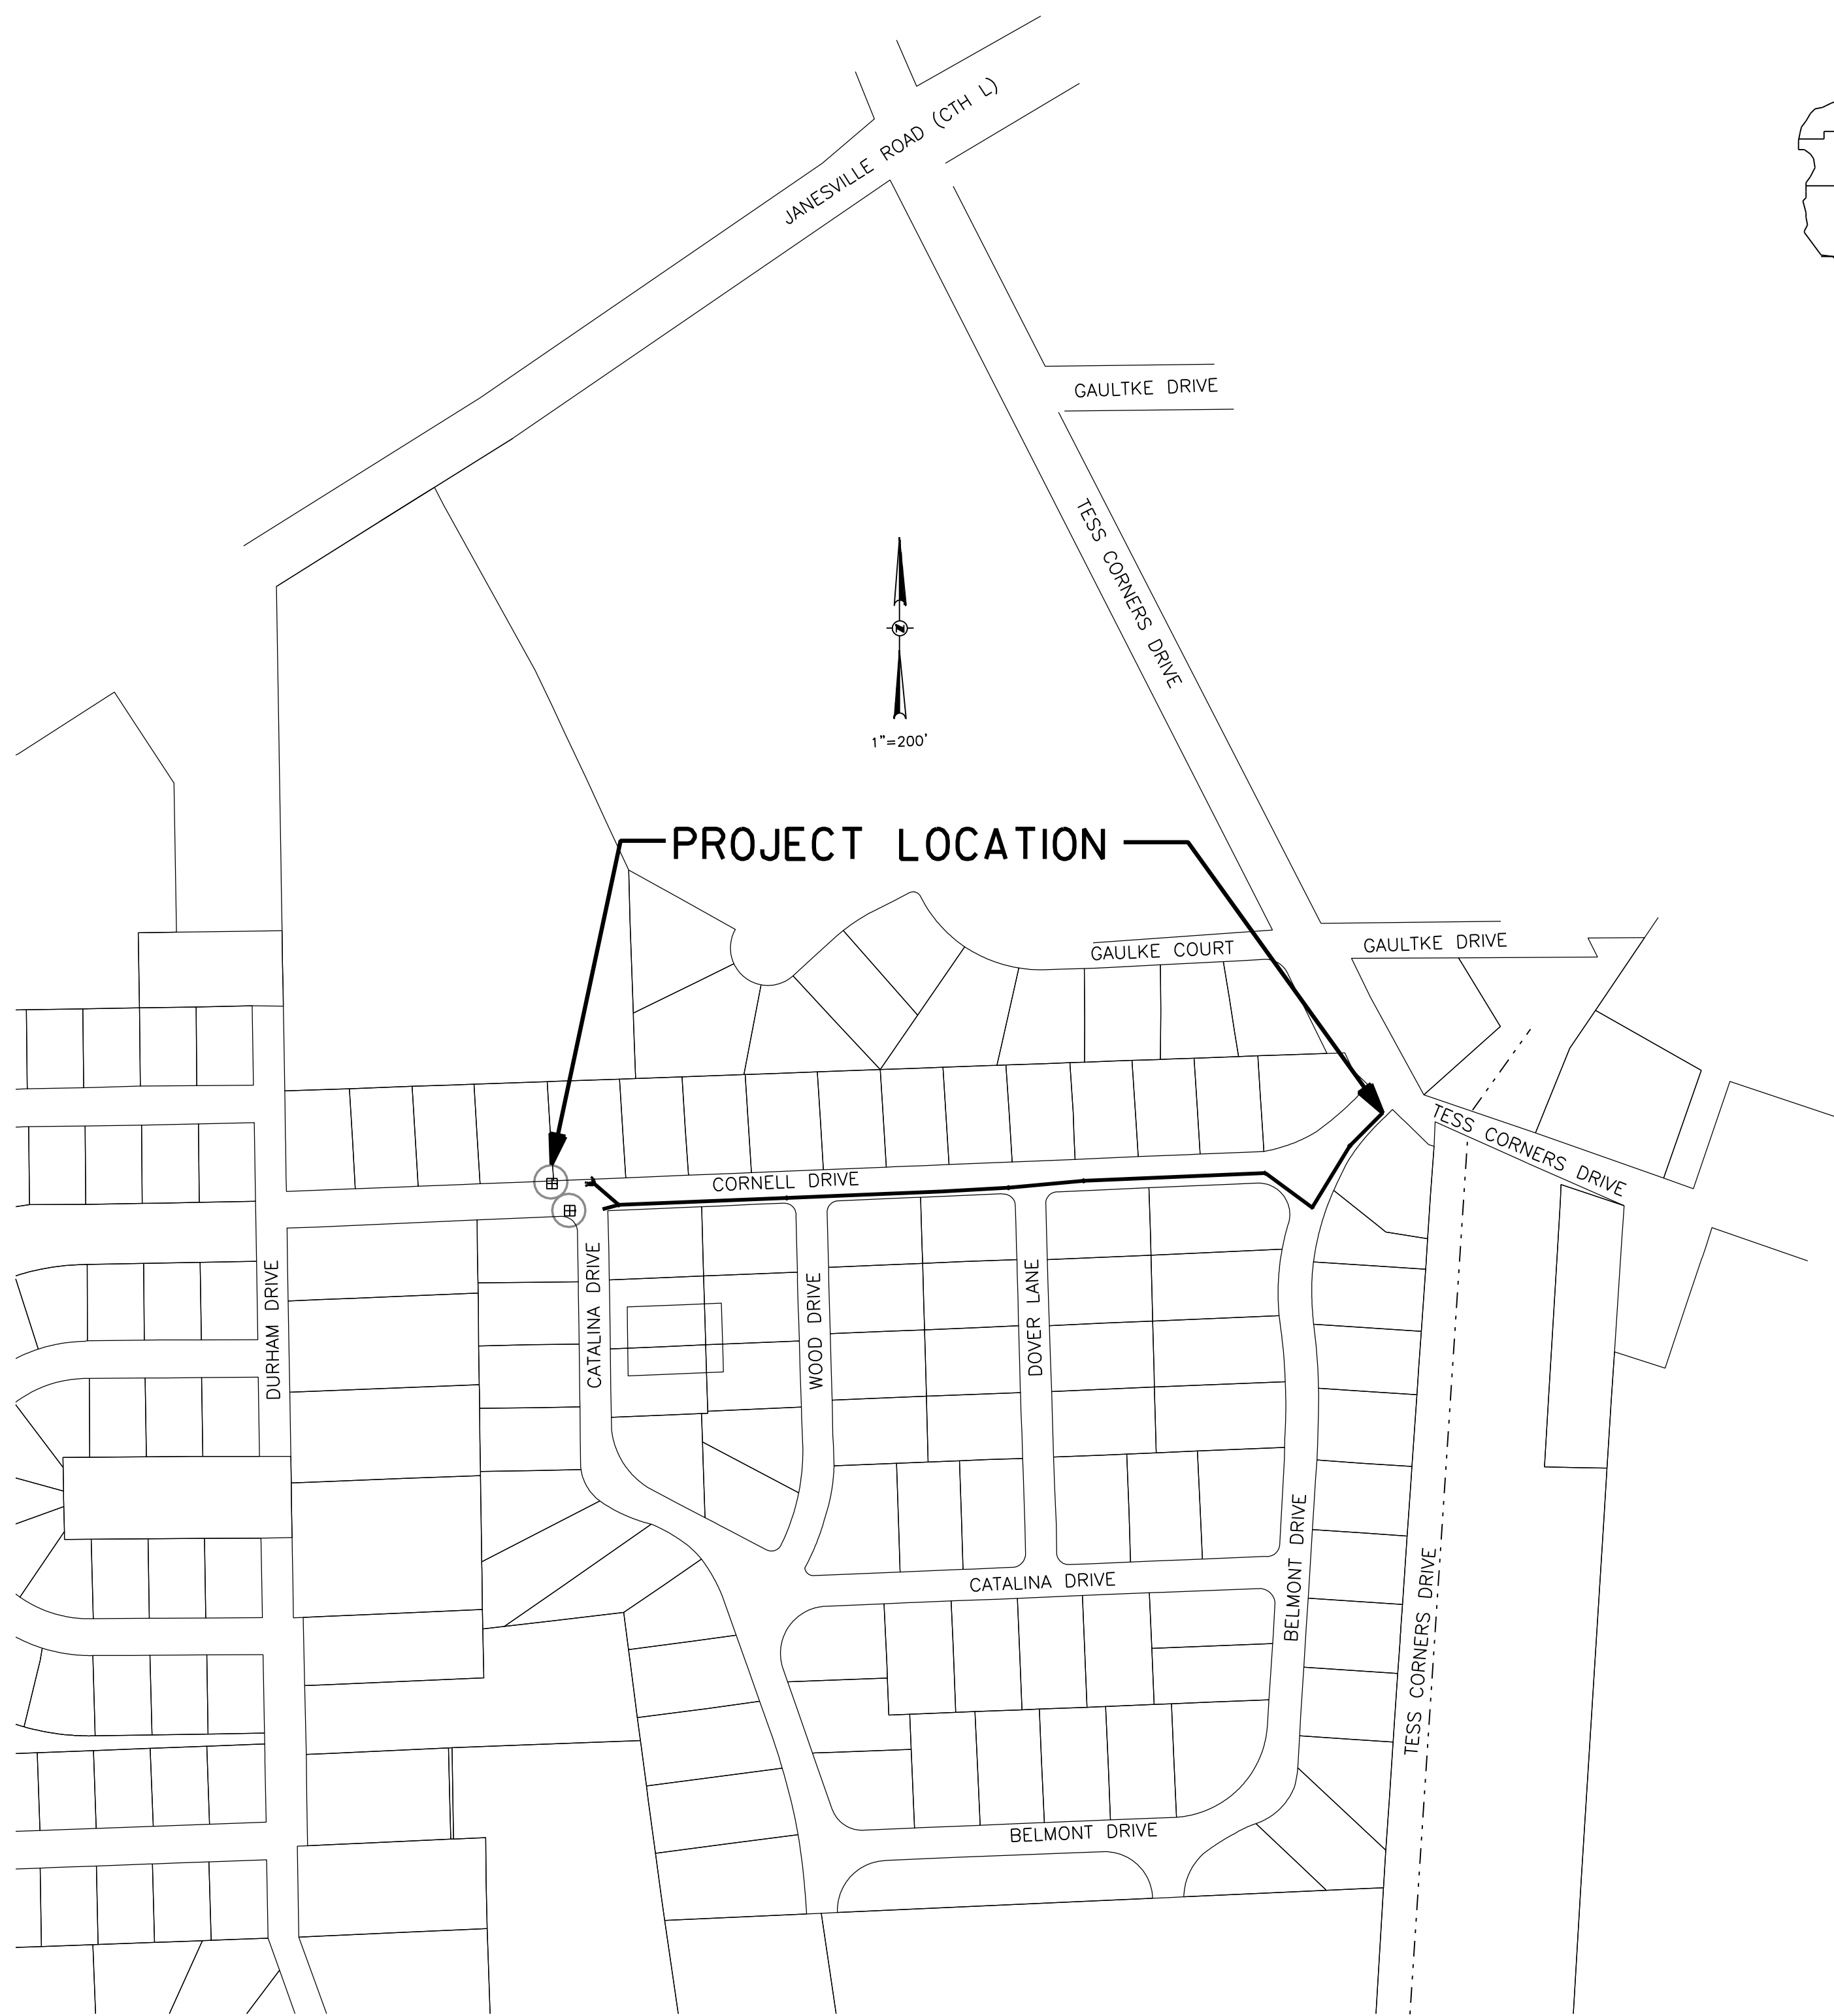 JANESVILLE ROAD (CTH L)
GAULTKE DRIVE
TESS CORNERS DRIVE
1"=200'
PROJECT LOCATION
GAULKE COURT
GAULTKE DRIVE
TESS CORNERS DRIVE
CORNELL DRIVE
DURHAM DRIVE
CATALINA DRIVE
WOOD DRIVE
DOVER LANE
BELMONT DRIVE
TESS CORNERS DRIVE
CATALINA DRIVE
BELMONT DRIVE